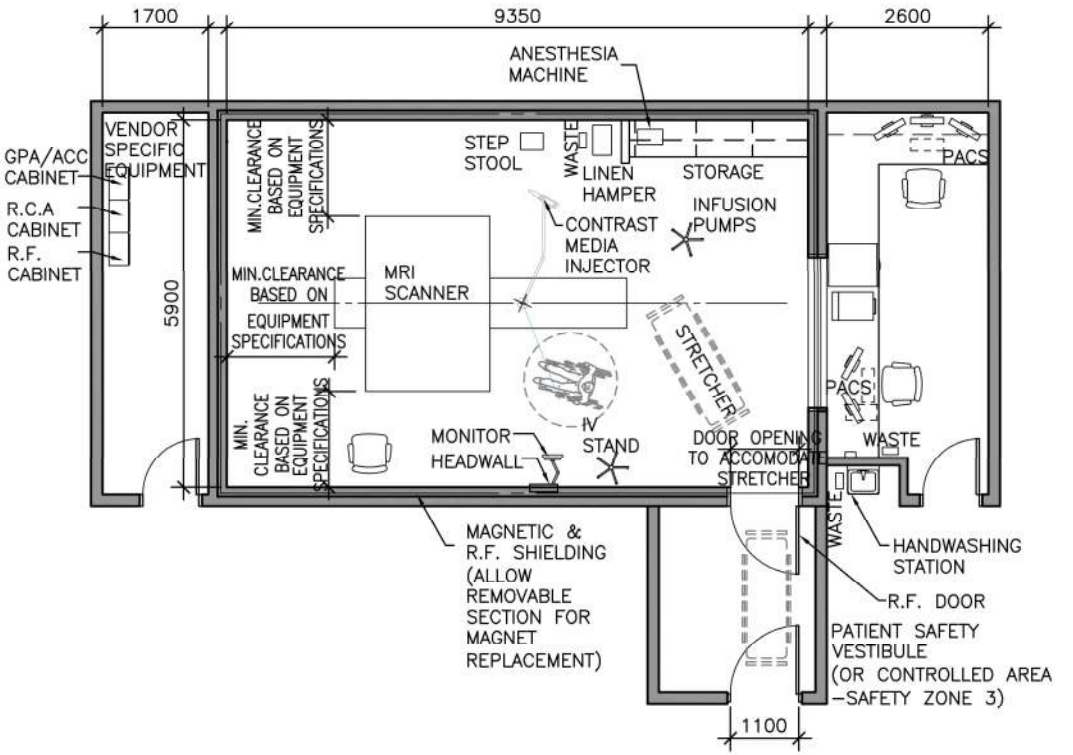 1700
9350
2600
ANESTHESIA
MACHINE
VENDOR
SPECIFIC
EQUIPMENT
GPA/ACC
CABINET
R.C.A
CABINET
R.F.
CABINET
5900
MIN.CLEARANCE
BASED ON
EQUIPMENT
SPECIFICATIONS
STEP
STOOL
WASTE
LINEN
HAMPER
STORAGE
PACS
INFUSION
PUMPS
CONTRAST
MEDIA
INJECTOR
MRI
SCANNER
MIN.CLEARANCE
BASED ON
EQUIPMENT
SPECIFICATIONS
STRETCHER
MIN.
CLEARANCE
BASED ON
EQUIPMENT
SPECIFICATIONS
PACS
IV
STAND
MONITOR
HEADWALL
DOOR OPENING
TO ACCOMODATE
STRETCHER
WASTE
WASTE
MAGNETIC &
R.F. SHIELDING
(ALLOW
REMOVABLE
SECTION FOR
MAGNET
REPLACEMENT)
HANDWASHING
STATION
R.F. DOOR
PATIENT SAFETY
VESTIBULE
(OR CONTROLLED AREA
-SAFETY ZONE 3)
1100